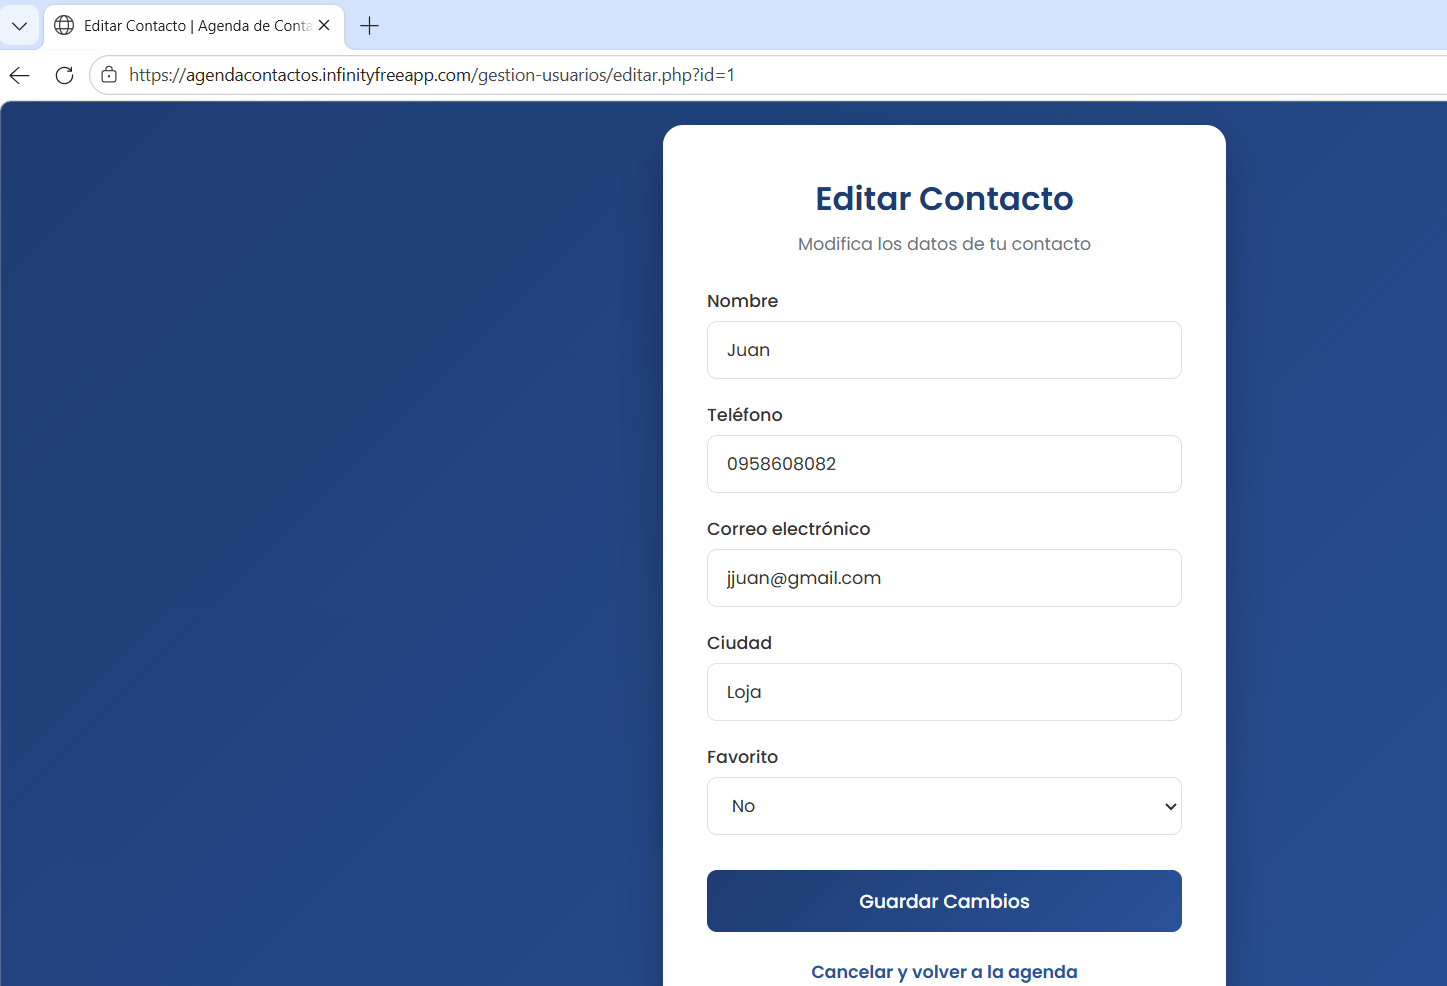 Editar Contacto | Agenda de Conta
https://agendacontactos.infinityfreeapp.com/gestion-usuarios/editar.php?id=1
Editar Contacto
Modifica los datos de tu contacto
Nombre
Juan
Teléfono
0958608082
Correo electrónico
jjuan@gmail.com
Ciudad
Loja
Favorito
No
Guardar Cambios
Cancelar y volver a la agenda